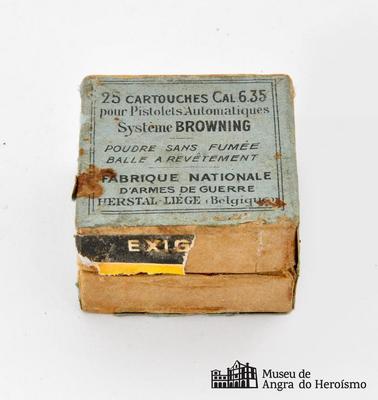 25 CARTOUCHES CAL 6.35
pour Pistolets Automatiques
Système BROWNING
POUDRE SANS FUMÉE
BALLE A REVÊTEMENT
FABRIQUE NATIONALE
D'ARMES DE GUERRE
HERSTAL-LIÉGE (Belgique)
EXIG
Museu de
Angra do Heroísmo